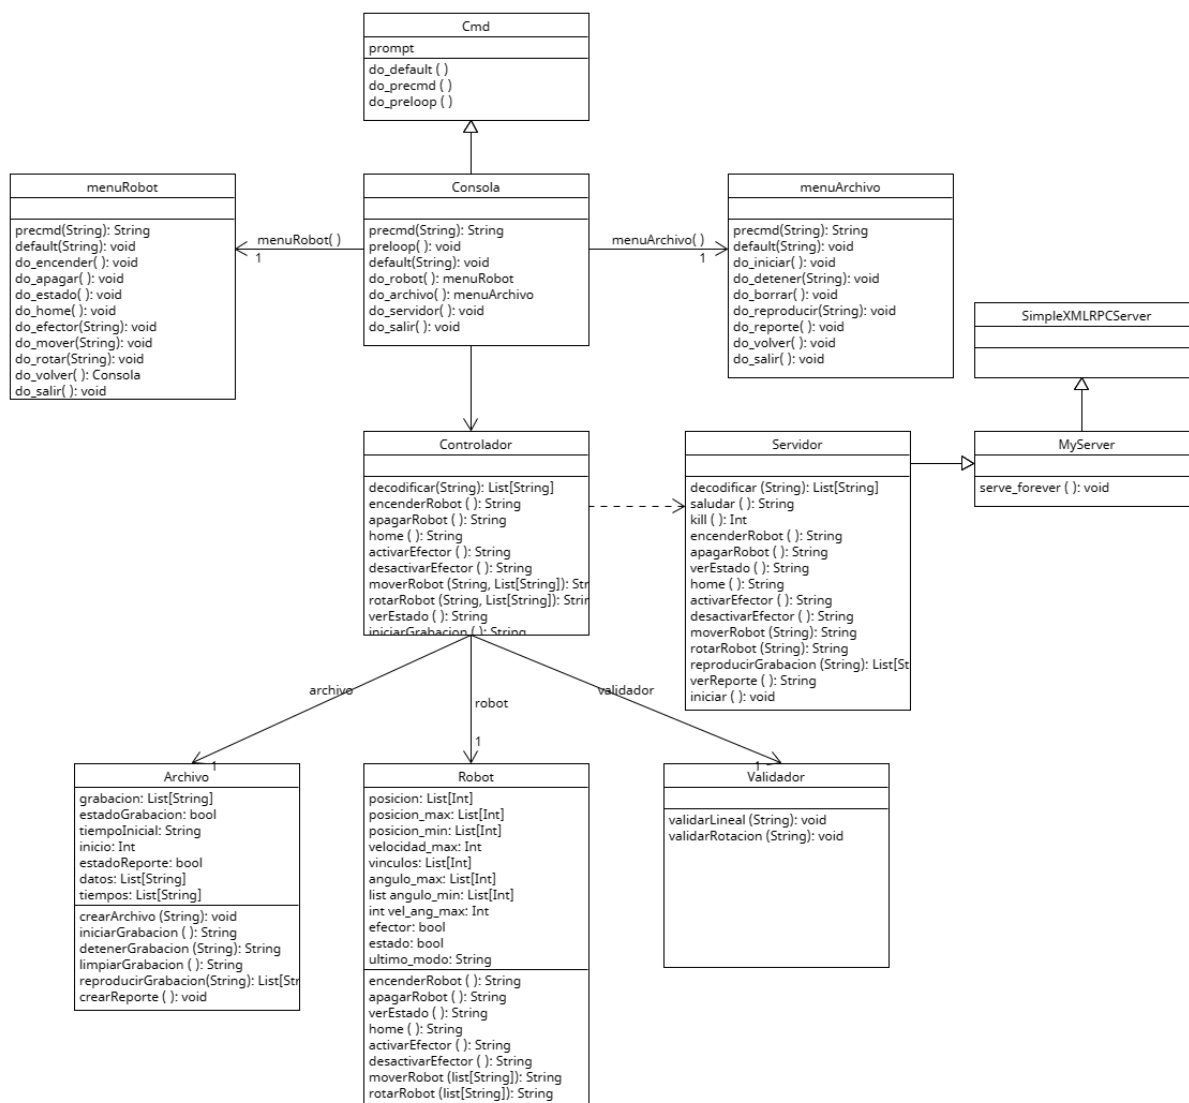 Cmd
prompt
do_default ( )
do_precmd ( )
do_preloop ( )
menuRobot
precmd(String): String
default(String): void
do_encender( ): void
do_apagar( ): void
do_estado( ): void
do_home( ): void
do_efector(String): void
do_mover(String): void
do_rotar(String): void
do_volver( ): Consola
do_salir( ): void
menuRobot( )
1
Consola
precmd(String): String
preloop( ): void
default(String): void
do_robot( ): menuRobot
do_archivo( ): menuArchivo
do_servidor( ): void
do_salir( ): void
menuArchivo( )
1
menuArchivo
precmd(String): String
default(String): void
do_iniciar( ): void
do_detener(String): void
do_borrar( ): void
do_reproducir(String): void
do_reporte( ): void
do_volver( ): void
do_salir( ): void
SimpleXMLRPCServer
Controlador
decodificar(String): List[String]
encenderRobot ( ): String
apagarRobot ( ): String
home ( ): String
activarEfector ( ): String
desactivarEfector ( ): String
moverRobot (String, List[String]): Str
rotarRobot (String, List[String]): Strin
verEstado ( ): String
iniciarGrabacion ( ): String
Servidor
decodificar (String): List[String]
saludar ( ): String
kill ( ): Int
encenderRobot ( ): String
apagarRobot ( ): String
verEstado ( ): String
home ( ): String
activarEfector ( ): String
desactivarEfector ( ): String
moverRobot (String): String
rotarRobot (String): String
reproducirGrabacion (String): List[St
verReporte ( ): String
iniciar ( ): void
MyServer
serve_forever ( ): void
archivo
1
robot
1
validador
1
Archivo
grabacion: List[String]
estadoGrabacion: bool
tiempoInicial: String
inicio: Int
estadoReporte: bool
datos: List[String]
tiempos: List[String]
crearArchivo (String): void
iniciarGrabacion ( ): String
detenerGrabacion (String): String
limpiarGrabacion ( ): String
reproducirGrabacion(String): List[Str
crearReporte ( ): void
Robot
posicion: List[Int]
posicion_max: List[Int]
posicion_min: List[Int]
velocidad_max: Int
vinculos: List[Int]
angulo_max: List[Int]
list angulo_min: List[Int]
int vel_ang_max: Int
efector: bool
estado: bool
ultimo_modo: String
encenderRobot ( ): String
apagarRobot ( ): String
verEstado ( ): String
home ( ): String
activarEfector ( ): String
desactivarEfector ( ): String
moverRobot (list[String]): String
rotarRobot (list[String]): String
Validador
validarLineal (String): void
validarRotacion (String): void